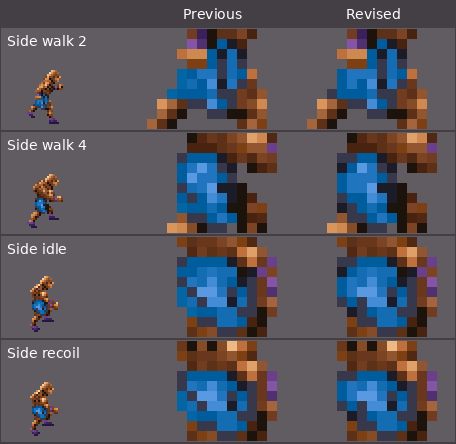 Previous
Revised
Side walk 2
Side walk 4
Side idle
Side recoil